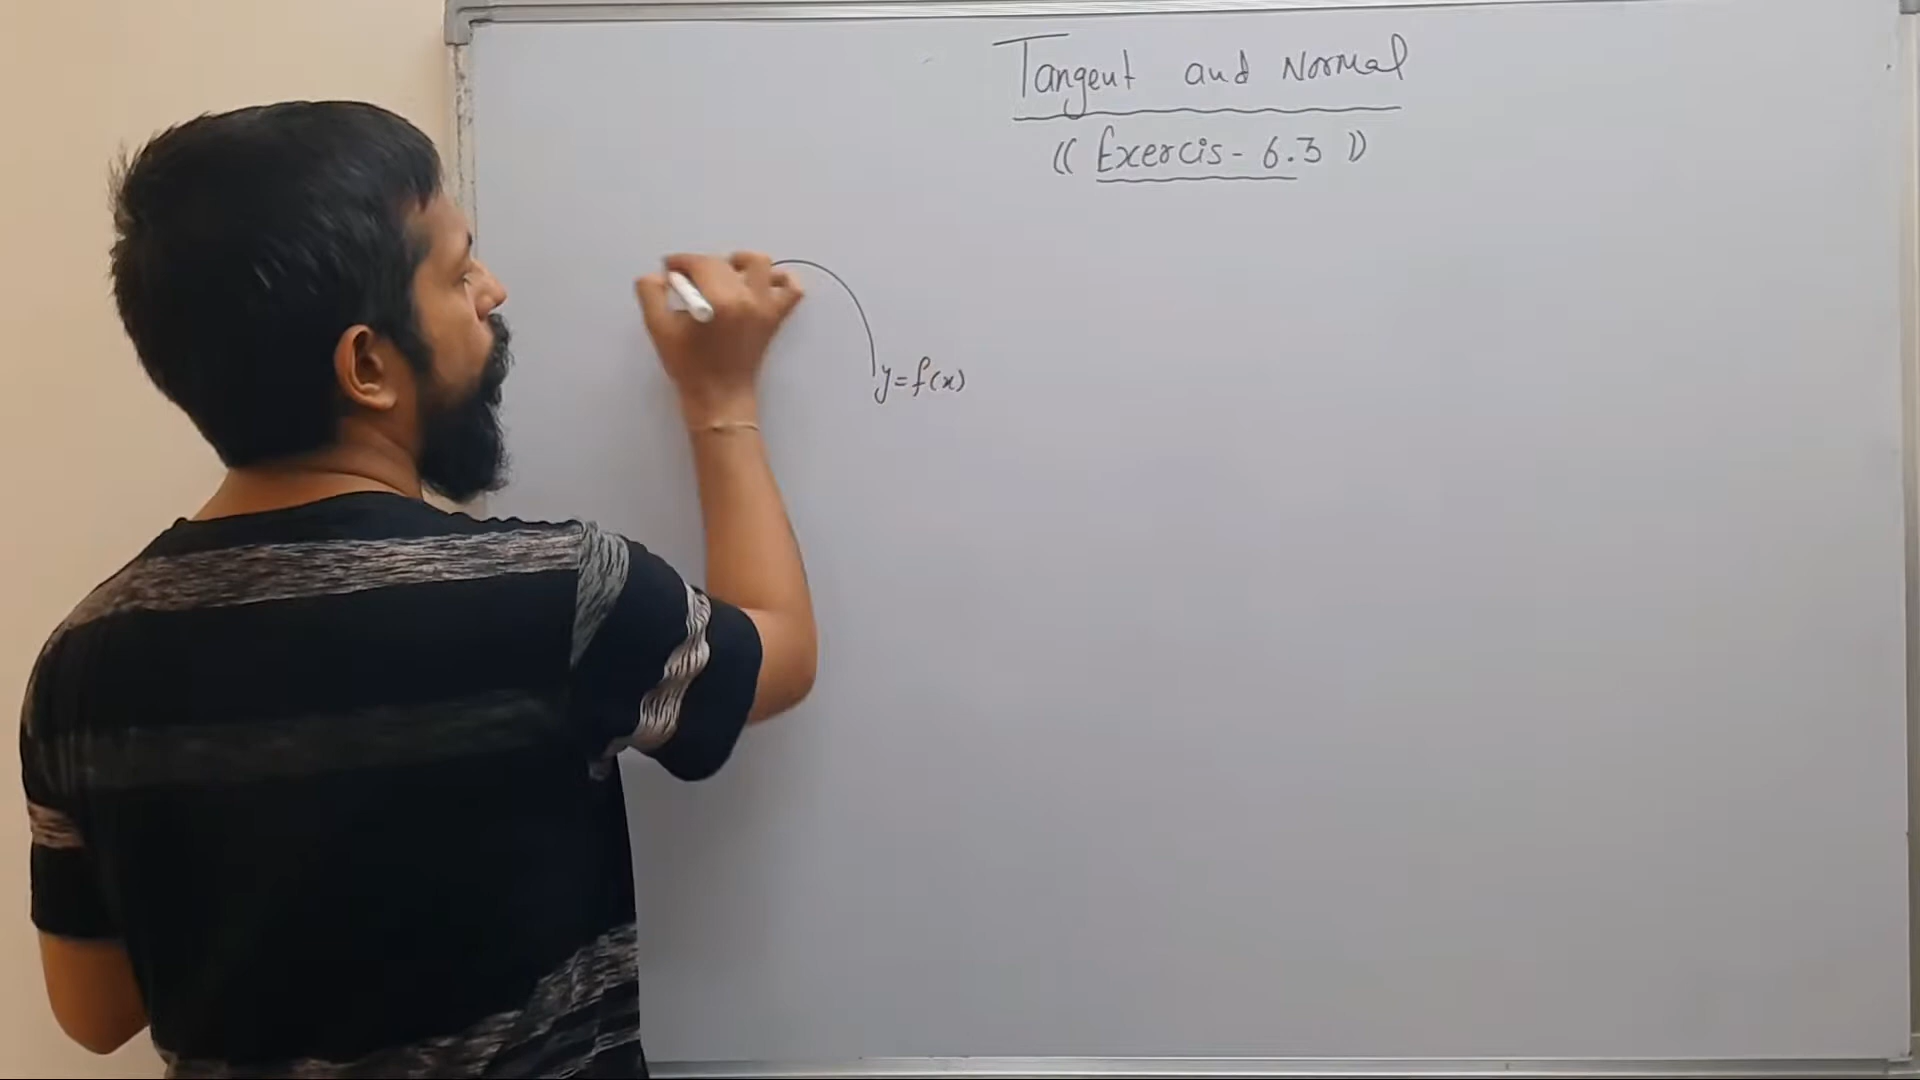 Tangent and Normal
(( Exercis - 6.3 ))
y=f(x)